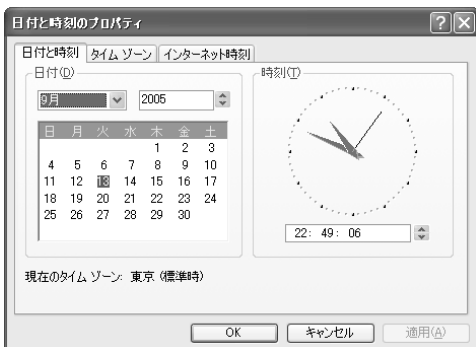 日付と時刻のプロパティ
日付と時刻 タイム ゾーン インターネット時刻
日付(D)
9月 2005
日 月 火 水 木 金 土
1 2 3
4 5 6 7 8 9 10
11 12 13 14 15 16 17
18 19 20 21 22 23 24
25 26 27 28 29 30
時刻(T)
22: 49: 06
現在のタイム ゾーン: 東京 (標準時)
OK キャンセル 適用(A)